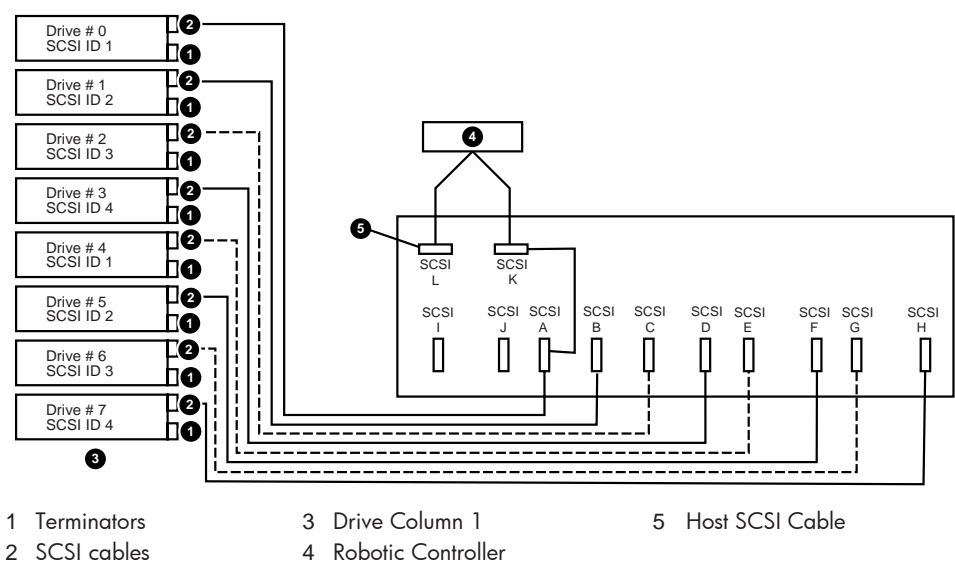 Drive # 0
SCSI ID 1
2
1
Drive # 1
SCSI ID 2
2
1
Drive # 2
SCSI ID 3
2
1
Drive # 3
SCSI ID 4
2
1
Drive # 4
SCSI ID 1
2
1
Drive # 5
SCSI ID 2
2
1
Drive # 6
SCSI ID 3
2
1
Drive # 7
SCSI ID 4
2
1
3
4
5
SCSI L
SCSI K
SCSI I
SCSI J
SCSI A
SCSI B
SCSI C
SCSI D
SCSI E
SCSI F
SCSI G
SCSI H
1 Terminators
2 SCSI cables
3 Drive Column 1
4 Robotic Controller
5 Host SCSI Cable